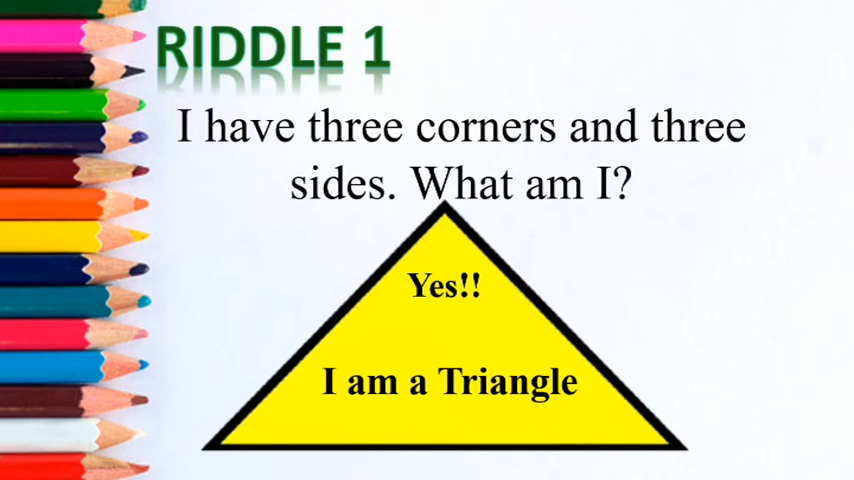 RIDDLE 1
I have three corners and three
sides. What am I?
Yes!!
I am a Triangle